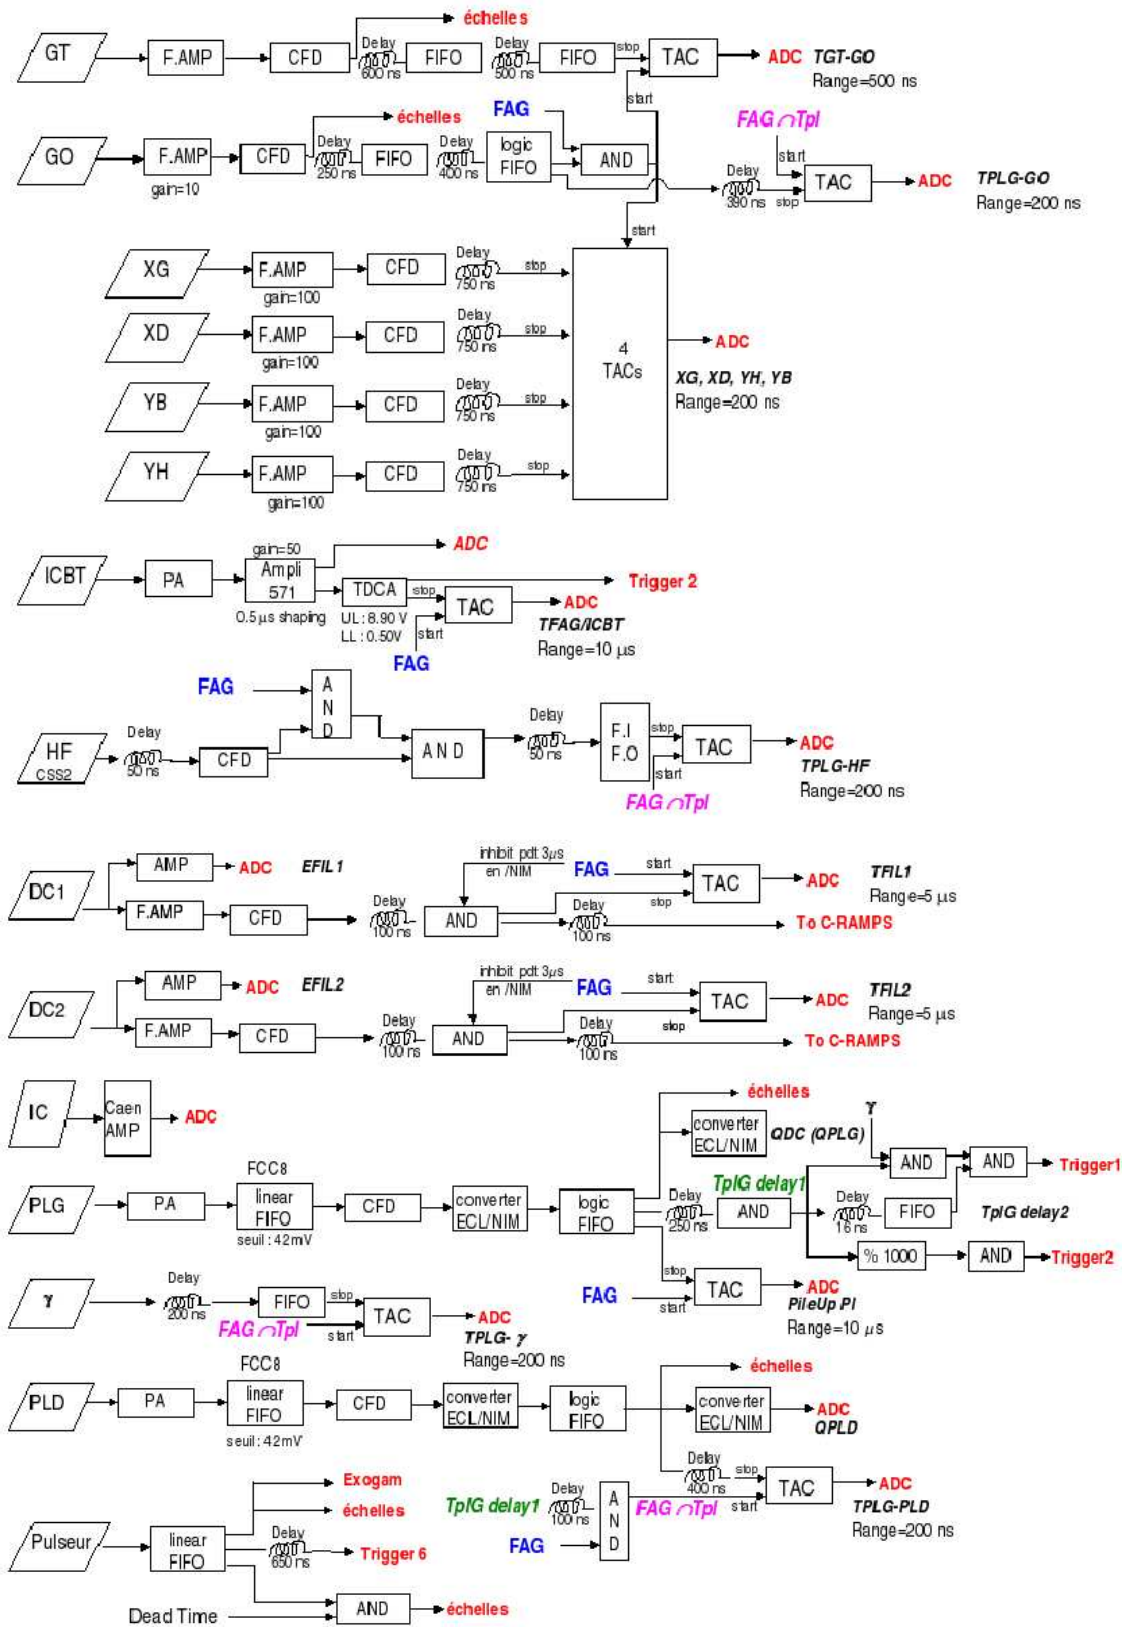 échelles
GT
F.AMP
CFD
Delay
600 ns
FIFO
Delay
500 ns
FIFO
stop
start
TAC
ADC TGT-GO
Range=500 ns
FAG
échelles
GO
F.AMP
gain=10
CFD
Delay
250 ns
FIFO
Delay
400 ns
logic
FIFO
AND
FAG ∩Tpl
start
Delay
390 ns
stop
TAC
ADC
TPLG-GO
Range=200 ns
start
XG
F.AMP
gain=100
CFD
Delay
750 ns
stop
XD
F.AMP
gain=100
CFD
Delay
750 ns
stop
4
TACs
ADC
XG, XD, YH, YB
Range=200 ns
YB
F.AMP
gain=100
CFD
Delay
750 ns
stop
YH
F.AMP
gain=100
CFD
Delay
750 ns
stop
ICBT
PA
gain=50
Ampli
571
0.5 µs shaping
ADC
TDCA
UL : 8.90 V
LL : 0.50V
stop
start
FAG
TAC
Trigger 2
ADC
TFAG/ICBT
Range=10 µs
FAG
A
N
D
HF
CSS2
Delay
50 ns
CFD
A N D
Delay
50 ns
F.I
F.O
stop
start
TAC
FAG ∩Tpl
ADC
TPLG-HF
Range=200 ns
DC1
AMP
ADC EFIL1
F.AMP
CFD
Delay
100 ns
inhibit pdt 3µs
en /NIM
AND
FAG
start
stop
TAC
ADC
TFIL1
Range=5 µs
Delay
100 ns
To C-RAMPS
DC2
AMP
ADC EFIL2
F.AMP
CFD
Delay
100 ns
inhibit pdt 3µs
en /NIM
AND
FAG
start
stop
TAC
ADC
TFIL2
Range=5 µs
Delay
100 ns
To C-RAMPS
IC
Caen
AMP
ADC
échelles
converter
ECL/NIM
QDC (QPLG)
γ
AND
AND
Trigger1
PLG
PA
FCC8
linear
FIFO
seuil : 42mV
CFD
converter
ECL/NIM
logic
FIFO
TplG delay1
Delay
250 ns
AND
Delay
16 ns
FIFO
TplG delay2
% 1000
AND
Trigger2
FAG
stop
start
TAC
ADC
PileUp Pl
Range=10 µs
γ
Delay
200 ns
FIFO
stop
FAG ∩Tpl
start
TAC
ADC
TPLG- γ
Range=200 ns
PLD
PA
FCC8
linear
FIFO
seuil : 42mV
CFD
converter
ECL/NIM
logic
FIFO
échelles
converter
ECL/NIM
ADC
QPLD
Delay
400 ns
stop
start
TAC
ADC
TPLG-PLD
Range=200 ns
TplG delay1
Delay
100 ns
FAG
A
N
D
FAG ∩Tpl
Pulseur
linear
FIFO
Exogam
échelles
Delay
650 ns
Trigger 6
Dead Time
AND
échelles